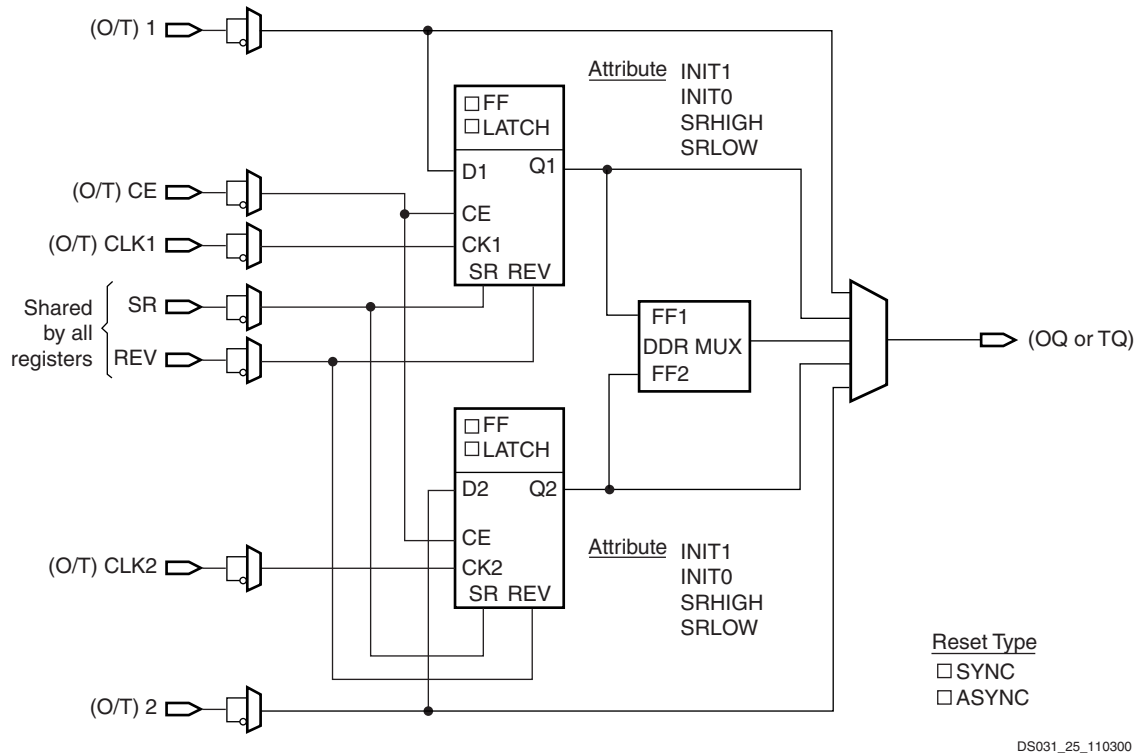 (O/T) 1
Attribute INIT1
INIT0
SRHIGH
SRLOW
□ FF
□ LATCH
D1 Q1
(O/T) CE
CE
(O/T) CLK1
CK1
SR REV
Shared
by all
registers
SR
REV
FF1
DDR MUX
FF2
(OQ or TQ)
□ FF
□ LATCH
D2 Q2
CE
Attribute INIT1
INIT0
SRHIGH
SRLOW
(O/T) CLK2
CK2
SR REV
Reset Type
□ SYNC
□ ASYNC
(O/T) 2
DS031_25_110300